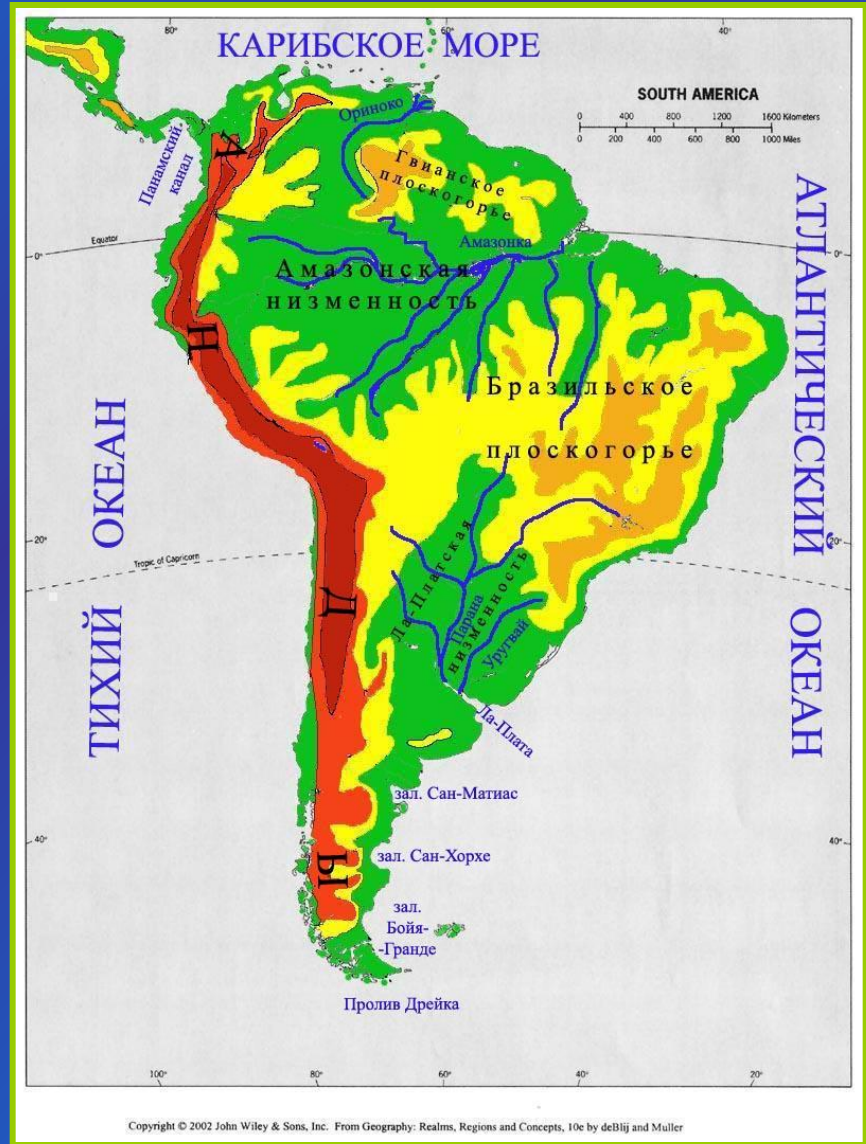 80°
60°
КАРИБСКОЕ МОРЕ
SOUTH AMERICA
0 400 800 1200 1600 Kilometers
0 200 400 600 800 1000 Miles
Ориноко
Панамский
канал
Гвианское
плоскогорье
Equator
0°
Амазонка
0°
Амазонская
низменность
АНДЫ
Бразильское
плоскогорье
ТИХИЙ ОКЕАН
АТЛАНТИЧЕСКИЙ ОКЕАН
20°
20°
Tropic of Capricorn
Ла-Платская
низменность
Парана
Уругвай
Ла-Плата
зал. Сан-Матиас
40°
40°
зал. Сан-Хорхе
зал.
Бойя-
-Гранде
Пролив Дрейка
100°
80°
60°
40°
20°
Copyright © 2002 John Wiley & Sons, Inc. From Geography: Realms, Regions and Concepts, 10e by deBlij and Muller